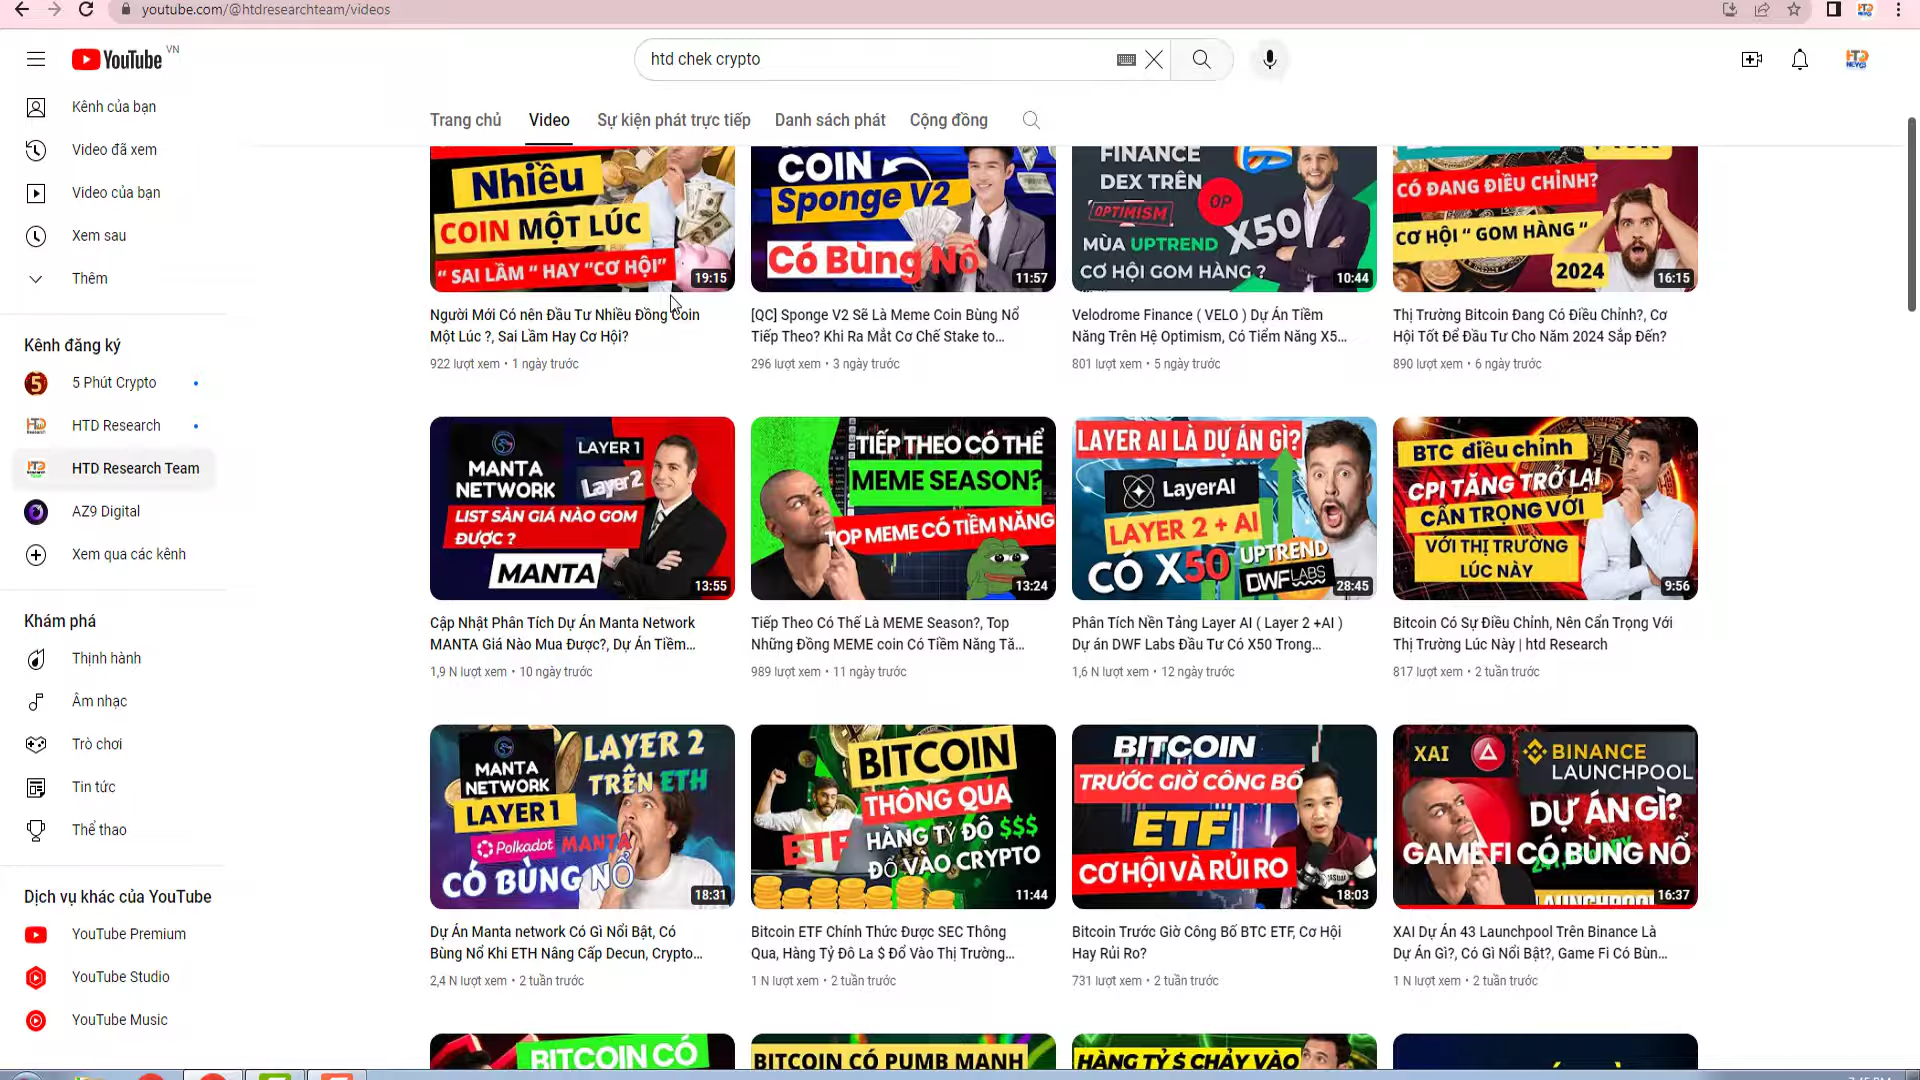 youtube.com/@htdresearchteam/videos
YouTube VN
htd chek crypto
Kênh của bạn
Video đã xem
Video của bạn
Xem sau
Thêm
Kênh đăng ký
5 Phút Crypto
HTD Research
HTD Research Team
AZ9 Digital
Xem qua các kênh
Khám phá
Thịnh hành
Âm nhạc
Trò chơi
Tin tức
Thể thao
Dịch vụ khác của YouTube
YouTube Premium
YouTube Studio
YouTube Music
Trang chủ Video Sự kiện phát trực tiếp Danh sách phát Cộng đồng
Nhiều
COIN MỘT LÚC
“ SAI LẦM “ HAY “CƠ HỘI”
19:15
Người Mới Có nên Đầu Tư Nhiều Đồng Coin
Một Lúc ?, Sai Lầm Hay Cơ Hội?
922 lượt xem • 1 ngày trước
COIN
Sponge V2
Có Bùng Nổ
11:57
[QC] Sponge V2 Sẽ Là Meme Coin Bùng Nổ
Tiếp Theo? Khi Ra Mắt Cơ Chế Stake to...
296 lượt xem • 3 ngày trước
FINANCE
DEX TRÊN
OPTIMISM
OP
MÙA UPTREND X50
CƠ HỘI GOM HÀNG ?
10:44
Velodrome Finance ( VELO ) Dự Án Tiềm
Năng Trên Hệ Optimism, Có Tiểm Năng X5...
801 lượt xem • 5 ngày trước
CÓ ĐANG ĐIỀU CHỈNH?
CƠ HỘI “ GOM HÀNG “
2024
16:15
Thị Trường Bitcoin Đang Có Điều Chỉnh?, Cơ
Hội Tốt Để Đầu Tư Cho Năm 2024 Sắp Đến?
890 lượt xem • 6 ngày trước
MANTA
NETWORK
LAYER 1
Layer 2
LIST SÀN GIÁ NÀO GOM
ĐƯỢC ?
MANTA
13:55
Cập Nhật Phân Tích Dự Án Manta Network
MANTA Giá Nào Mua Được?, Dự Án Tiềm...
1,9 N lượt xem • 10 ngày trước
TIẾP THEO CÓ THỂ
MEME SEASON?
TOP MEME CÓ TIỀM NĂNG
13:24
Tiếp Theo Có Thể Là MEME Season?, Top
Những Đồng MEME coin Có Tiềm Năng Tă...
989 lượt xem • 11 ngày trước
LAYER AI LÀ DỰ ÁN GÌ?
LayerAI
LAYER 2 + AI
CÓ X50 UPTREND
DWF LABS
28:45
Phân Tích Nền Tảng Layer AI ( Layer 2 +AI )
Dự án DWF Labs Đầu Tư Có X50 Trong...
1,6 N lượt xem • 12 ngày trước
BTC điều chỉnh
CPI TĂNG TRỞ LẠI
CẨN TRỌNG VỚI
VỚI THỊ TRƯỜNG
LÚC NÀY
9:56
Bitcoin Có Sự Điều Chỉnh, Nên Cẩn Trọng Với
Thị Trường Lúc Này | htd Research
817 lượt xem • 2 tuần trước
MANTA
NETWORK
LAYER 2
TRÊN ETH
LAYER 1
Polkadot MANTA
CÓ BÙNG NỔ
18:31
Dự Án Manta network Có Gì Nổi Bật, Có
Bùng Nổ Khi ETH Nâng Cấp Decun, Crypto...
2,4 N lượt xem • 2 tuần trước
BITCOIN
THÔNG QUA
ETF HÀNG TỶ ĐÔ $$$
ĐỔ VÀO CRYPTO
11:44
Bitcoin ETF Chính Thức Được SEC Thông
Qua, Hàng Tỷ Đô La $ Đổ Vào Thị Trường...
1 N lượt xem • 2 tuần trước
BITCOIN
TRƯỚC GIỜ CÔNG BỐ
ETF
CƠ HỘI VÀ RỦI RO
18:03
Bitcoin Trước Giờ Công Bố BTC ETF, Cơ Hội
Hay Rủi Ro?
731 lượt xem • 2 tuần trước
XAI BINANCE
LAUNCHPOOL
DỰ ÁN GÌ?
GAMEFI CÓ BÙNG NỔ
LAUNCHPOOL
16:37
XAI Dự Án 43 Launchpool Trên Binance Là
Dự Án Gì?, Có Gì Nổi Bật?, Game Fi Có Bùn...
1 N lượt xem • 2 tuần trước
BITCOIN CÓ
BITCOIN CÓ PUMB MẠNH
HÀNG TỶ $ CHẢY VÀO